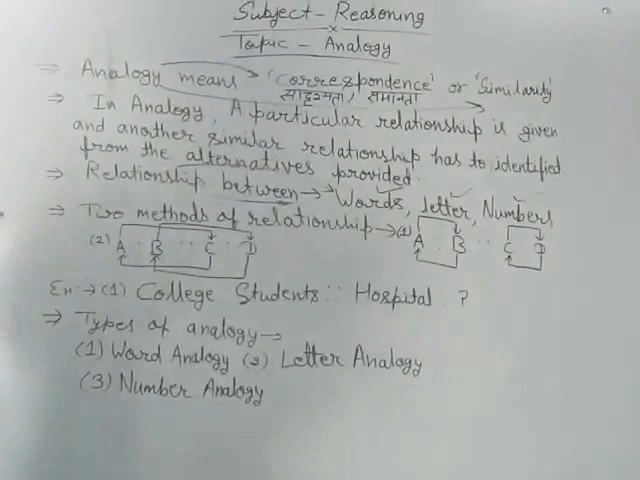 Subject - Reasoning
Topic - Analogy
⇒ Analogy means → 'Correspondence' or 'Similarity'
सादृश्यता, समानता
⇒ In Analogy, A particular relationship is given
and another similar relationship has to identified
from the alternatives provided.
⇒ Relationship between → Words, letter, Numbers,
⇒ Two methods of relationship → (1) A : B :: C : D
(2) A : B :: C : D
Ex → (1) College Students :: Hospital ?
⇒ Types of analogy →
(1) Word Analogy (2) Letter Analogy
(3) Number Analogy